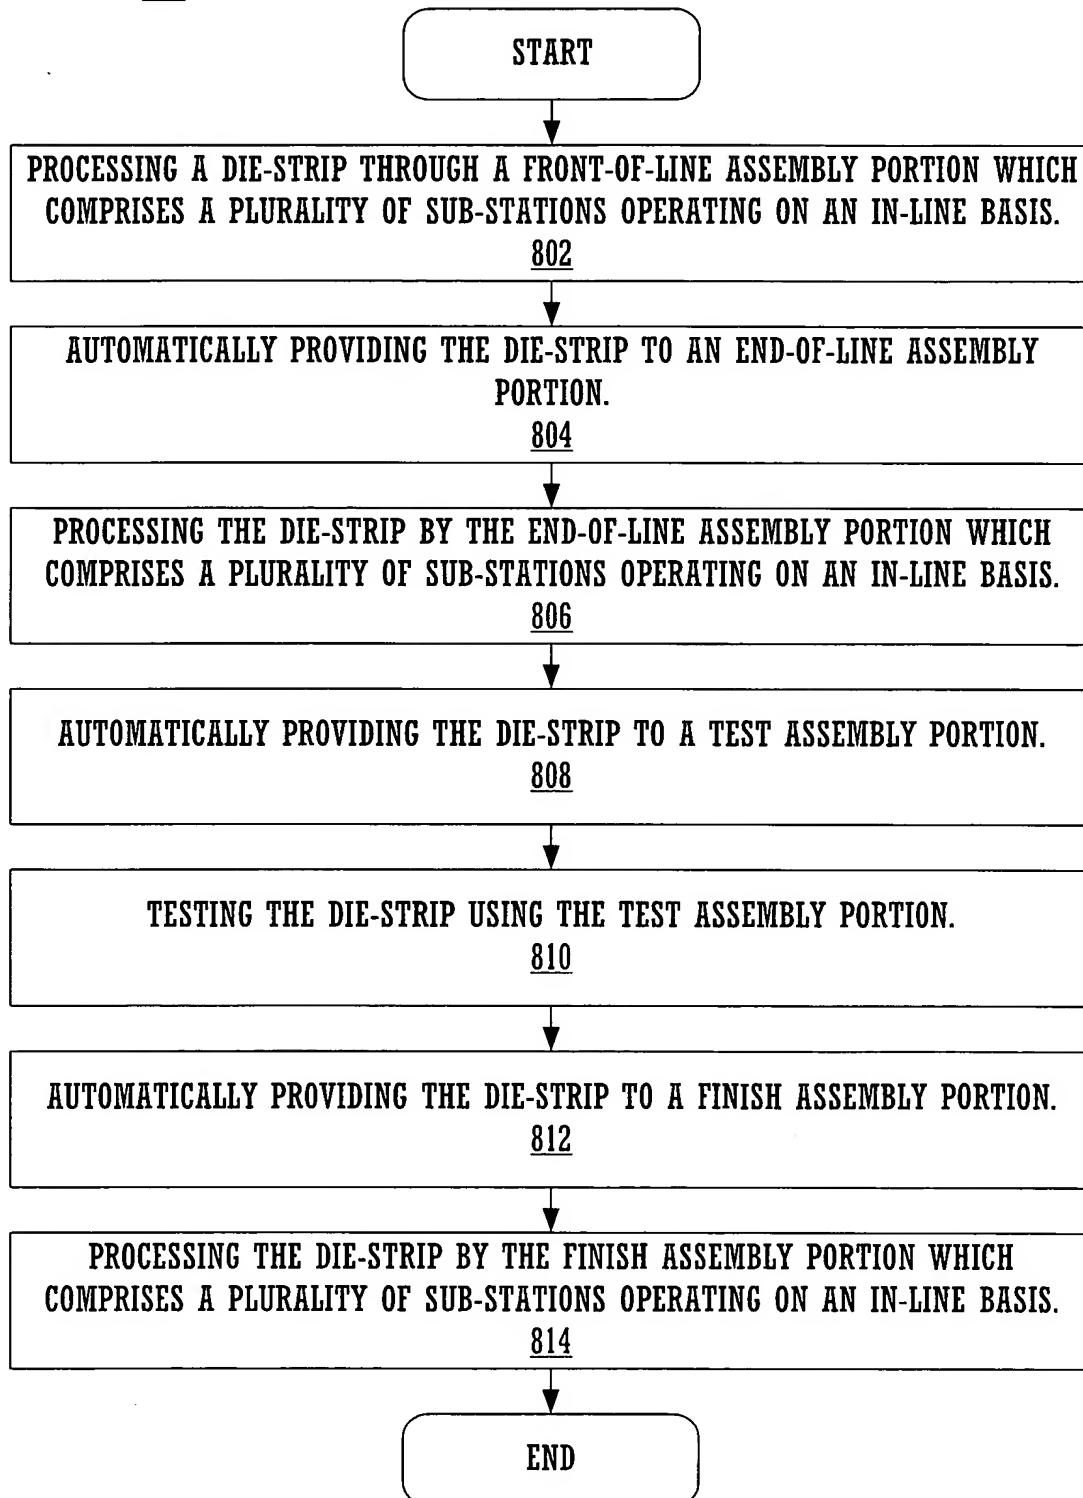 START
PROCESSING A DIE-STRIP THROUGH A FRONT-OF-LINE ASSEMBLY PORTION WHICH
COMPRISES A PLURALITY OF SUB-STATIONS OPERATING ON AN IN-LINE BASIS.
802
AUTOMATICALLY PROVIDING THE DIE-STRIP TO AN END-OF-LINE ASSEMBLY
PORTION.
804
PROCESSING THE DIE-STRIP BY THE END-OF-LINE ASSEMBLY PORTION WHICH
COMPRISES A PLURALITY OF SUB-STATIONS OPERATING ON AN IN-LINE BASIS.
806
AUTOMATICALLY PROVIDING THE DIE-STRIP TO A TEST ASSEMBLY PORTION.
808
TESTING THE DIE-STRIP USING THE TEST ASSEMBLY PORTION.
810
AUTOMATICALLY PROVIDING THE DIE-STRIP TO A FINISH ASSEMBLY PORTION.
812
PROCESSING THE DIE-STRIP BY THE FINISH ASSEMBLY PORTION WHICH
COMPRISES A PLURALITY OF SUB-STATIONS OPERATING ON AN IN-LINE BASIS.
814
END